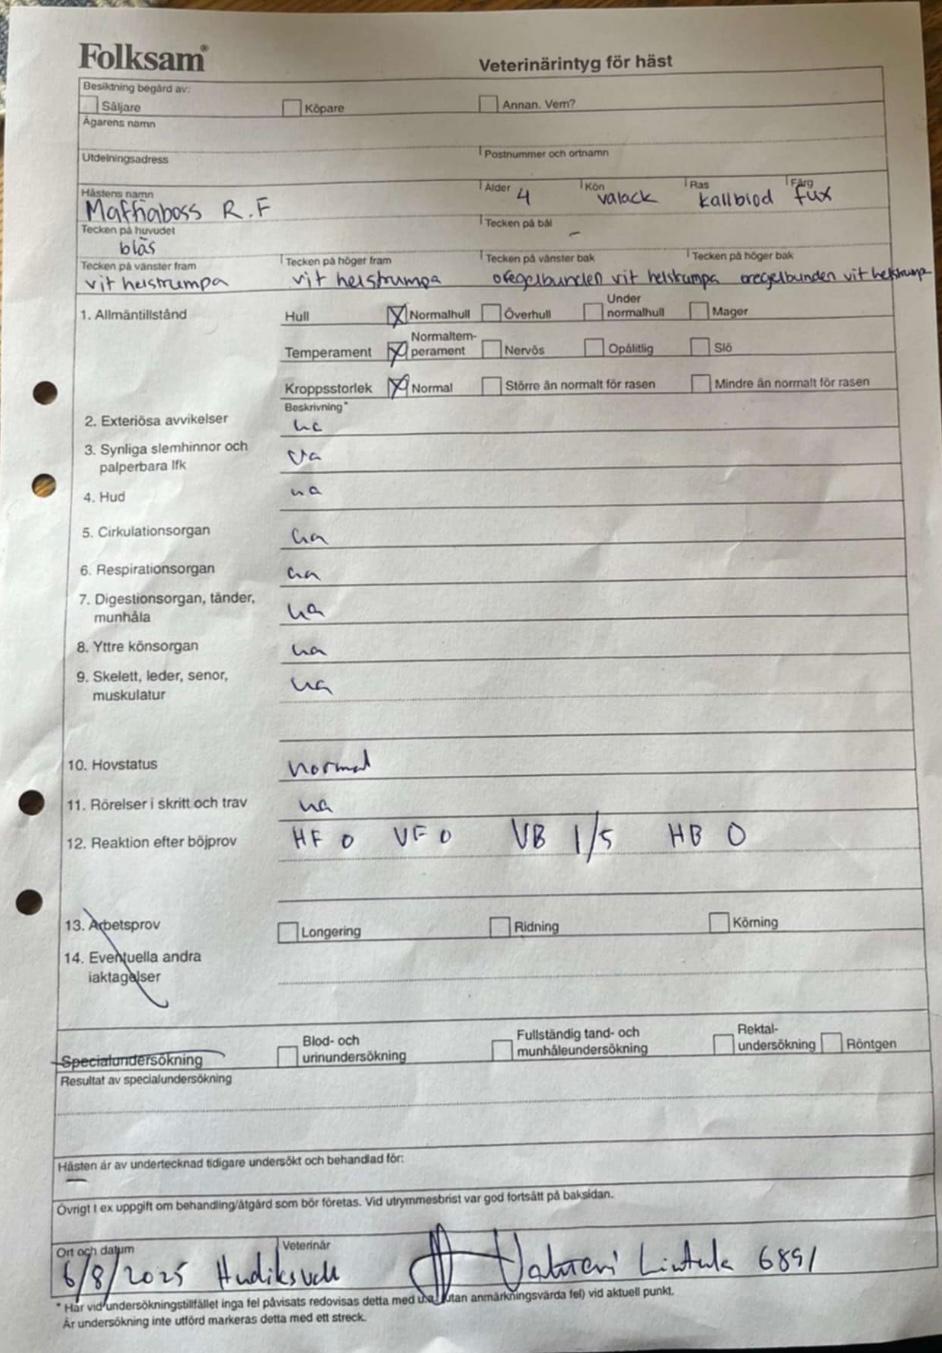 Folksam
Veterinärintyg för häst
Besiktning begärd av:
Säljare Köpare Annan. Vem?
Ägarens namn
Utdelningsadress Postnummer och ortnamn
Hästens namn Ålder Kön Ras Färg
Maffiaboss R.F 4 valack kallblod fux
Tecken på huvudet Tecken på bål
blås –
Tecken på vänster fram Tecken på höger fram Tecken på vänster bak Tecken på höger bak
vit helstrumpa vit helstrumpa oregelbunden vit helstrumpa oregelbunden vit helstrumpa
1. Allmäntillstånd Hull X Normalhull Överhull Under normalhull Mager
Temperament X Normaltem-perament Nervös Opålitlig Slö
Kroppsstorlek X Normal Större än normalt för rasen Mindre än normalt för rasen
Beskrivning*
2. Exteriösa avvikelser ua
3. Synliga slemhinnor och ua
palperbara lfk
4. Hud ua
5. Cirkulationsorgan ua
6. Respirationsorgan ua
7. Digestionsorgan, tänder, ua
munhåla
8. Yttre könsorgan ua
9. Skelett, leder, senor, ua
muskulatur
10. Hovstatus normal
11. Rörelser i skritt och trav ua
12. Reaktion efter böjprov HF 0 VF 0 VB 1/5 HB 0
13. Arbetsprov Longering Ridning Körning
14. Eventuella andra
iaktagelser
Specialundersökning Blod- och urinundersökning Fullständig tand- och munhåleundersökning Rektal-undersökning Röntgen
Resultat av specialundersökning
Hästen är av undertecknad tidigare undersökt och behandlad för:
–
Övrigt t ex uppgift om behandling/åtgärd som bör företas. Vid utrymmesbrist var god fortsätt på baksidan.
Ort och datum Veterinär
6/8/2025 Hudiksvall Lintula 6891
* Har vid undersökningstillfället inga fel påvisats redovisas detta med u.a. (utan anmärkningsvärda fel) vid aktuell punkt.
Är undersökning inte utförd markeras detta med ett streck.